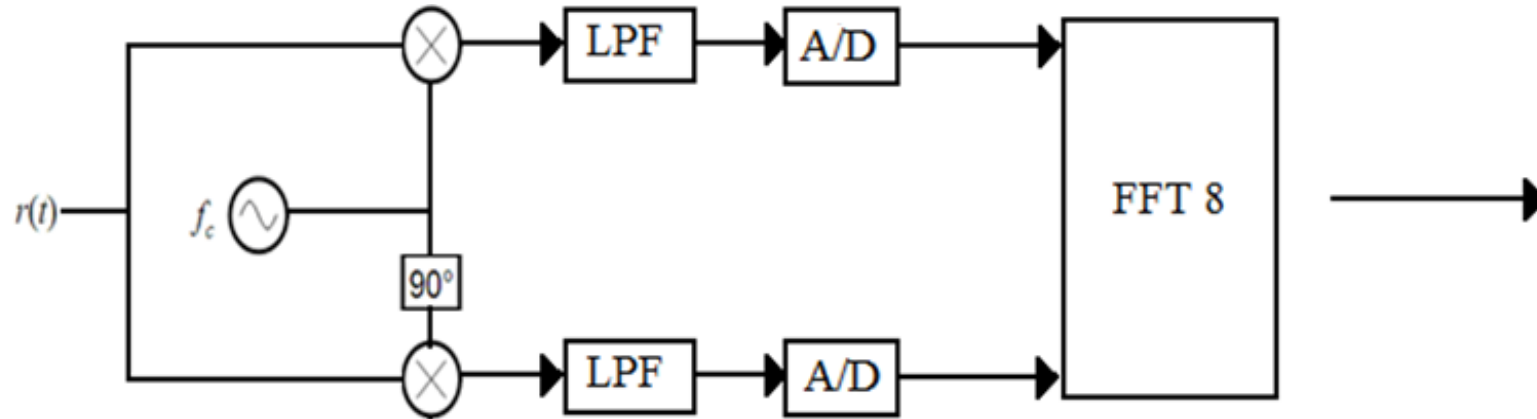 LPF
A/D
r(t)
f_c
FFT 8
90°
LPF
A/D